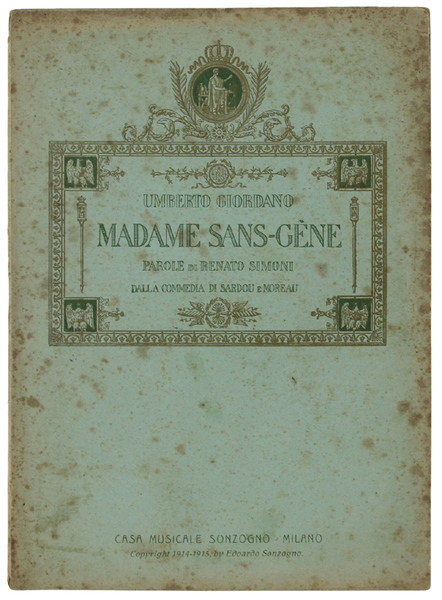 UMBERTO GIORDANO
MADAME SANS-GÈNE
PAROLE DI RENATO SIMONI
DALLA COMMEDIA DI SARDOU E MOREAU
CASA MUSICALE SONZOGNO - MILANO
Copyright 1914-1915, by Edoardo Sonzogno.